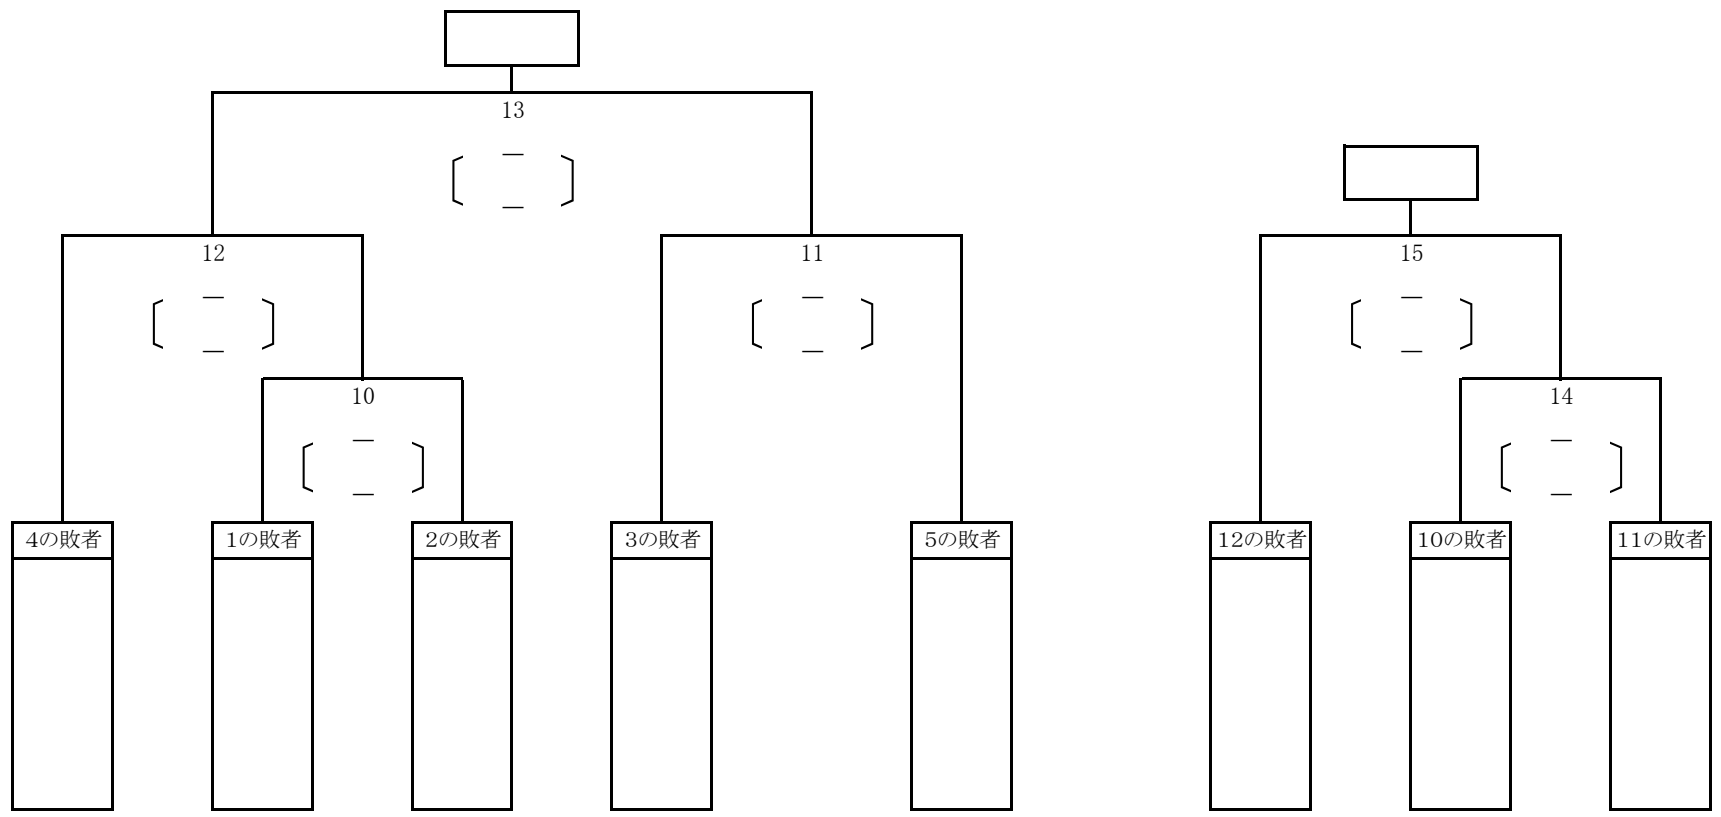 13
〔 － 〕
－
12
〔 － 〕
－
11
〔 － 〕
－
15
〔 － 〕
－
10
〔 － 〕
－
14
〔 － 〕
－
4の敗者
1の敗者
2の敗者
3の敗者
5の敗者
12の敗者
10の敗者
11の敗者